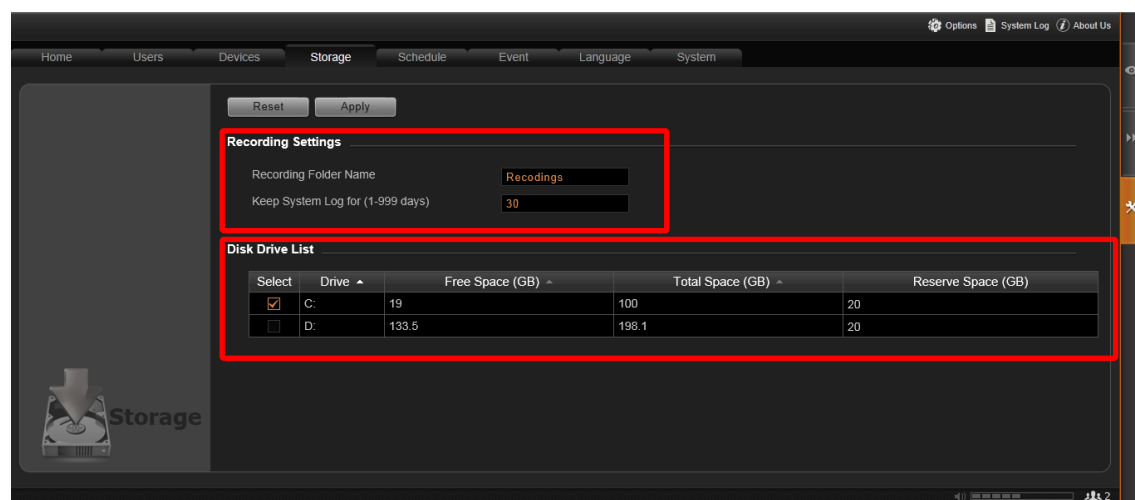 Options System Log About Us
Home Users Devices Storage Schedule Event Language System
Reset Apply
Recording Settings
Recording Folder Name Recodings
Keep System Log for (1-999 days) 30
Disk Drive List
Select Drive Free Space (GB) Total Space (GB) Reserve Space (GB)
C: 19 100 20
D: 133.5 198.1 20
Storage
2